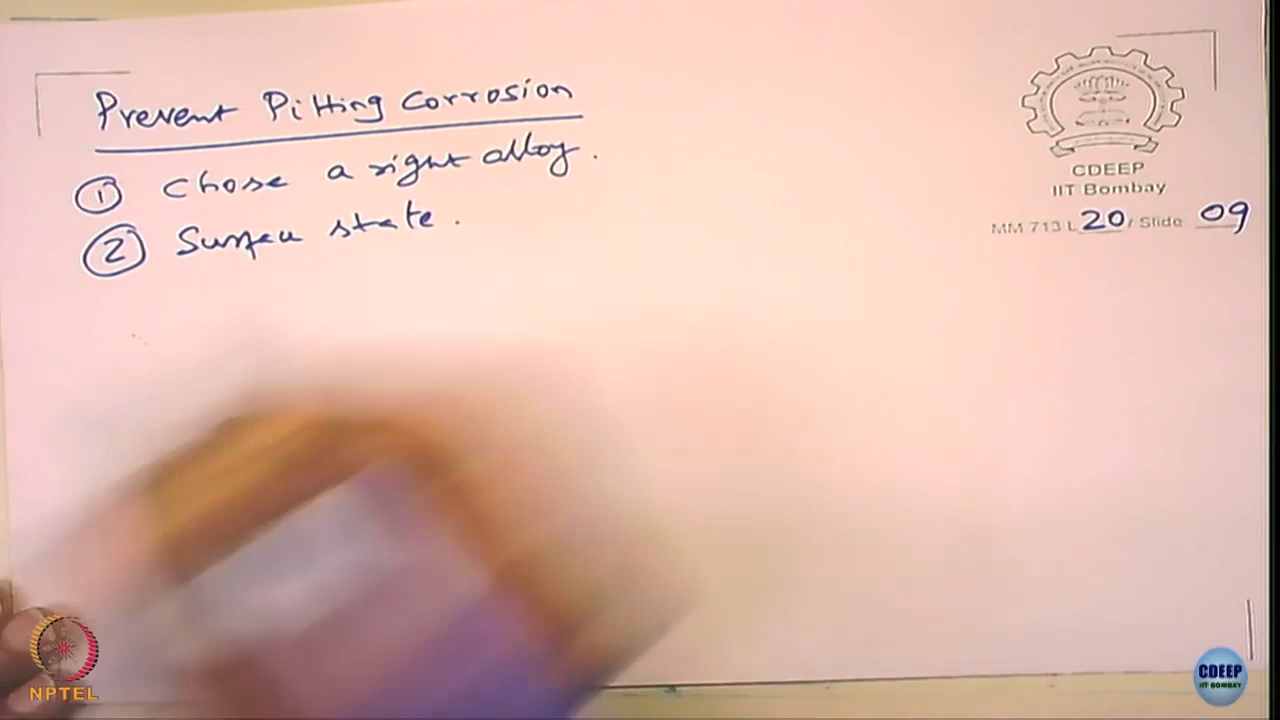 Prevent Pitting Corrosion
① Chose a right alloy.
② Surface state.
CDEEP
IIT Bombay
MM 713 L 20 / Slide 09
NPTEL
CDEEP
IIT BOMBAY